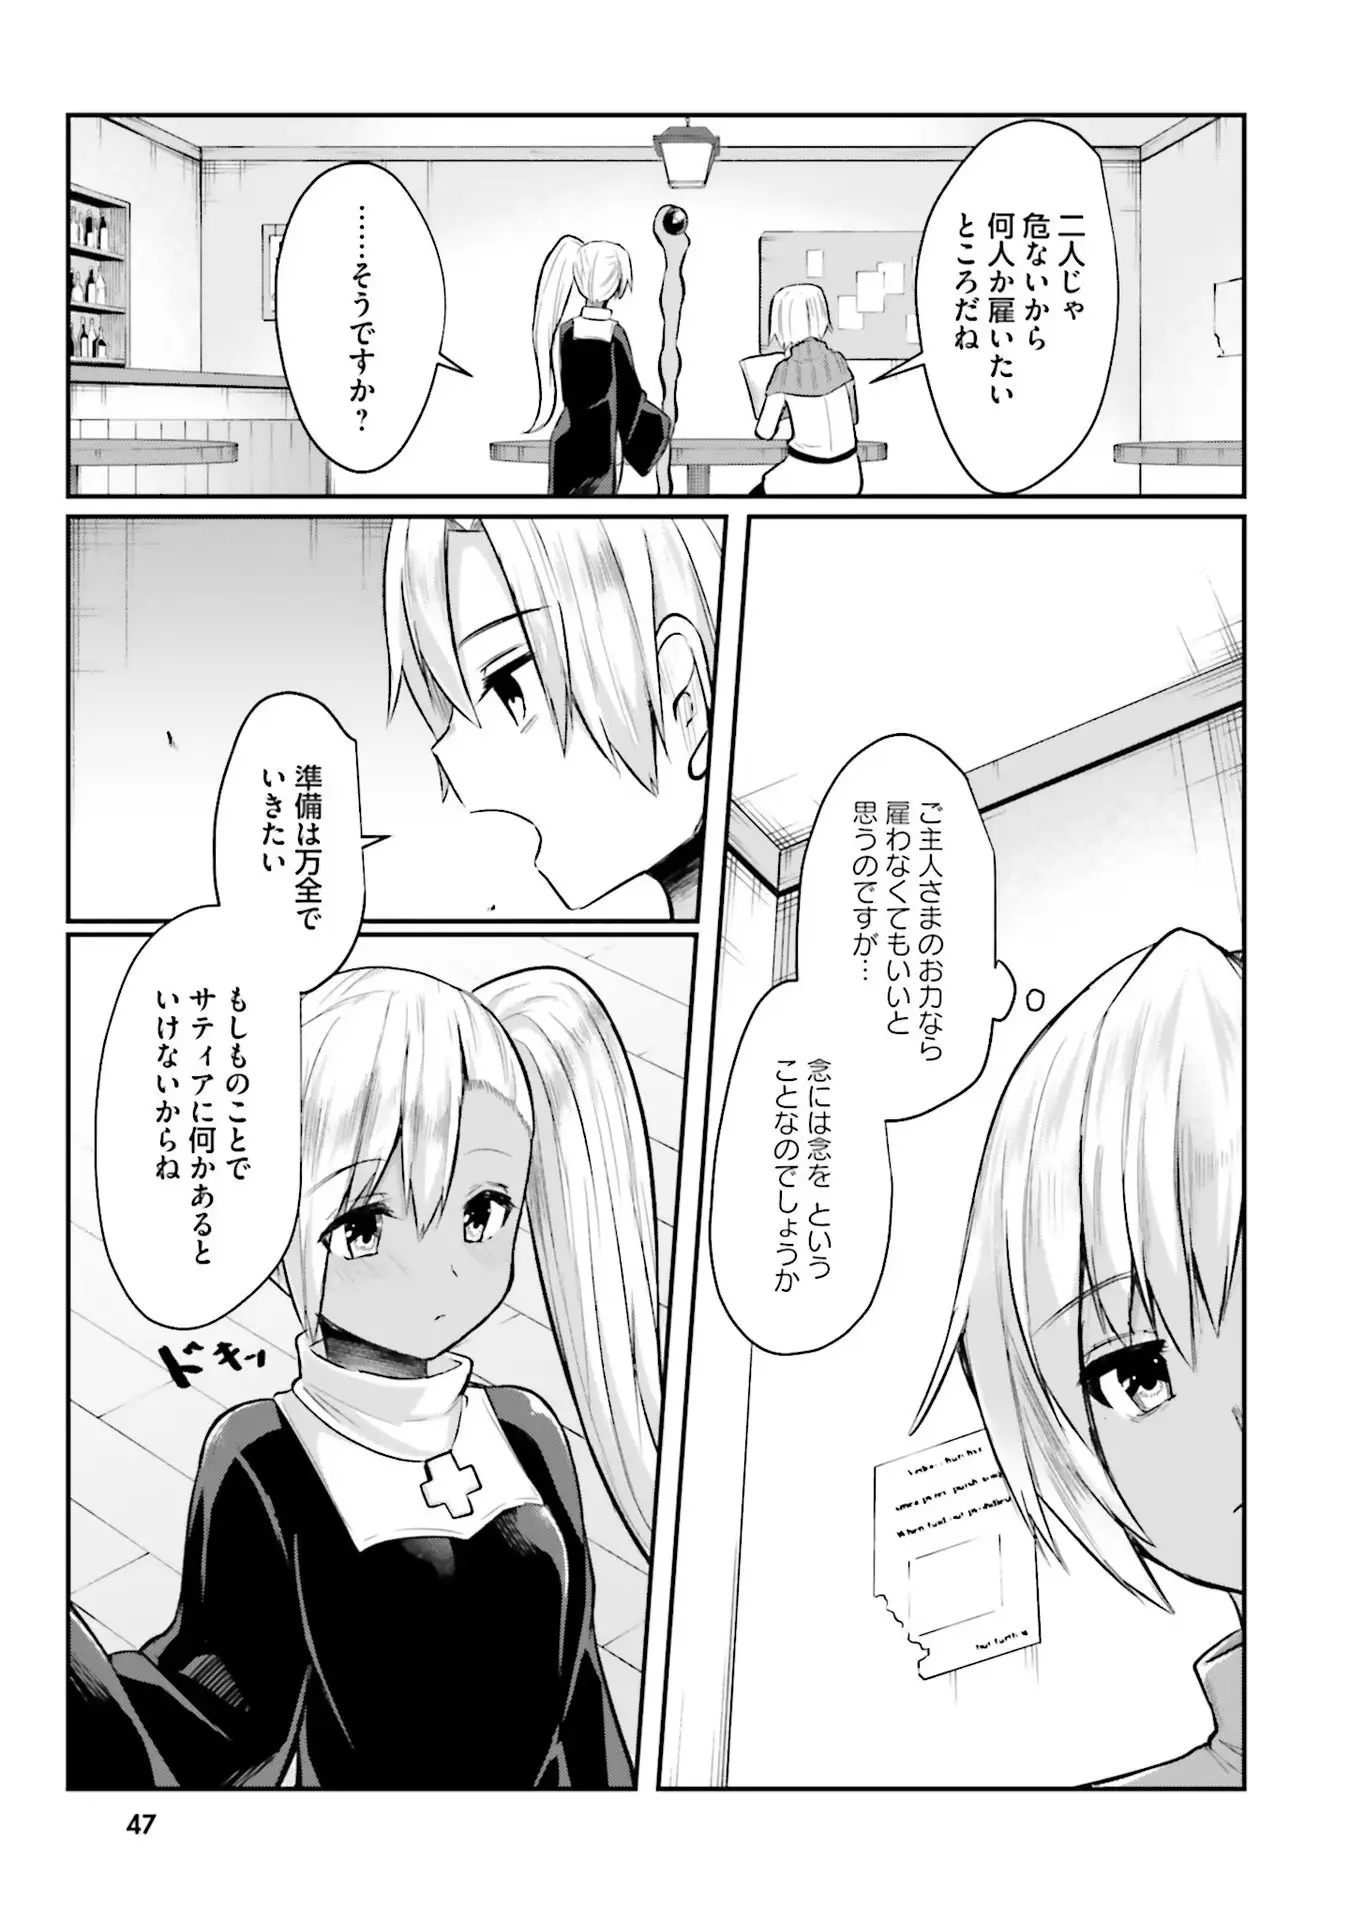 二人じゃ
危ないから
何人か雇いたい
ところだね
……そうですか？
ご主人さまのお力なら
雇わなくてもいいと
思うのですが…
念には念を という
ことなのでしょうか
準備は万全で
いきたい
もしものことで
サティアに何かあると
いけないからね
ドキッ
47